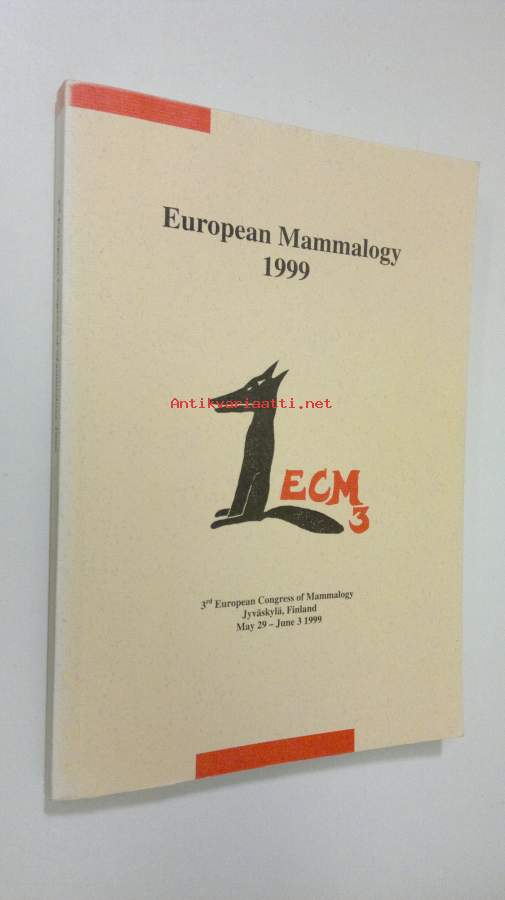 European Mammalogy
1999
Antikvariaatti.net
ECM
3
3rd European Congress of Mammalogy
Jyväskylä, Finland
May 29 – June 3 1999